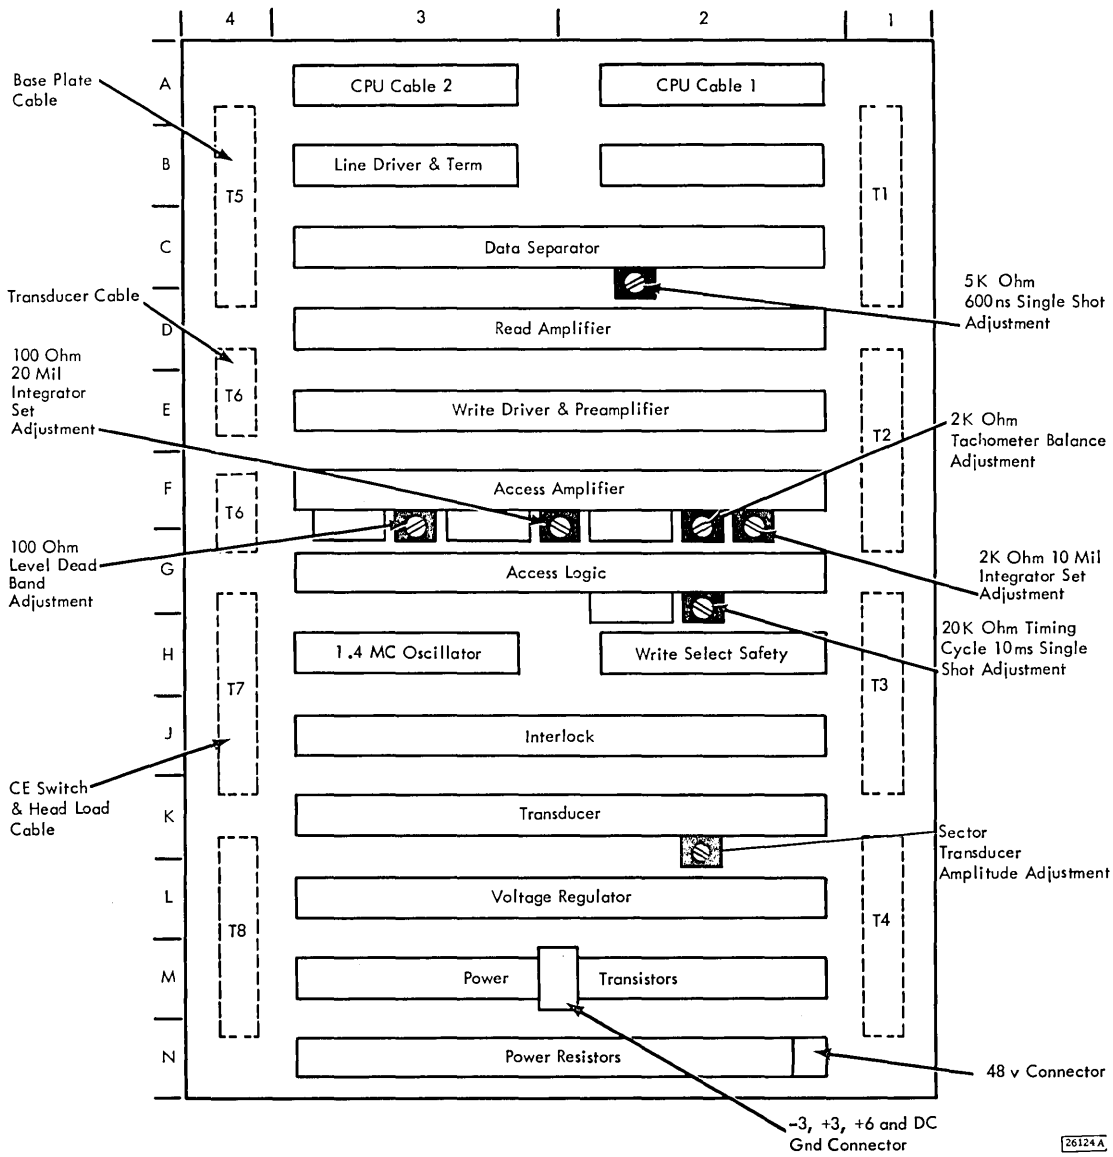 4 3 2 1
A
CPU Cable 2
CPU Cable 1
Base Plate
Cable
B
Line Driver & Term
T5
T1
C
Data Separator
5K Ohm
600ns Single Shot
Adjustment
Transducer Cable
D
Read Amplifier
100 Ohm
20 Mil
Integrator
Set
Adjustment
T6
E
Write Driver & Preamplifier
T2
2K Ohm
Tachometer Balance
Adjustment
F
Access Amplifier
T6
100 Ohm
Level Dead
Band
Adjustment
G
Access Logic
2K Ohm 10 Mil
Integrator Set
Adjustment
20K Ohm Timing
Cycle 10ms Single
Shot Adjustment
H
1.4 MC Oscillator
Write Select Safety
T7
T3
J
Interlock
CE Switch
& Head Load
Cable
K
Transducer
Sector
Transducer
Amplitude Adjustment
L
Voltage Regulator
T8
T4
M
Power Transistors
N
Power Resistors
48 v Connector
-3, +3, +6 and DC
Gnd Connector
26124A